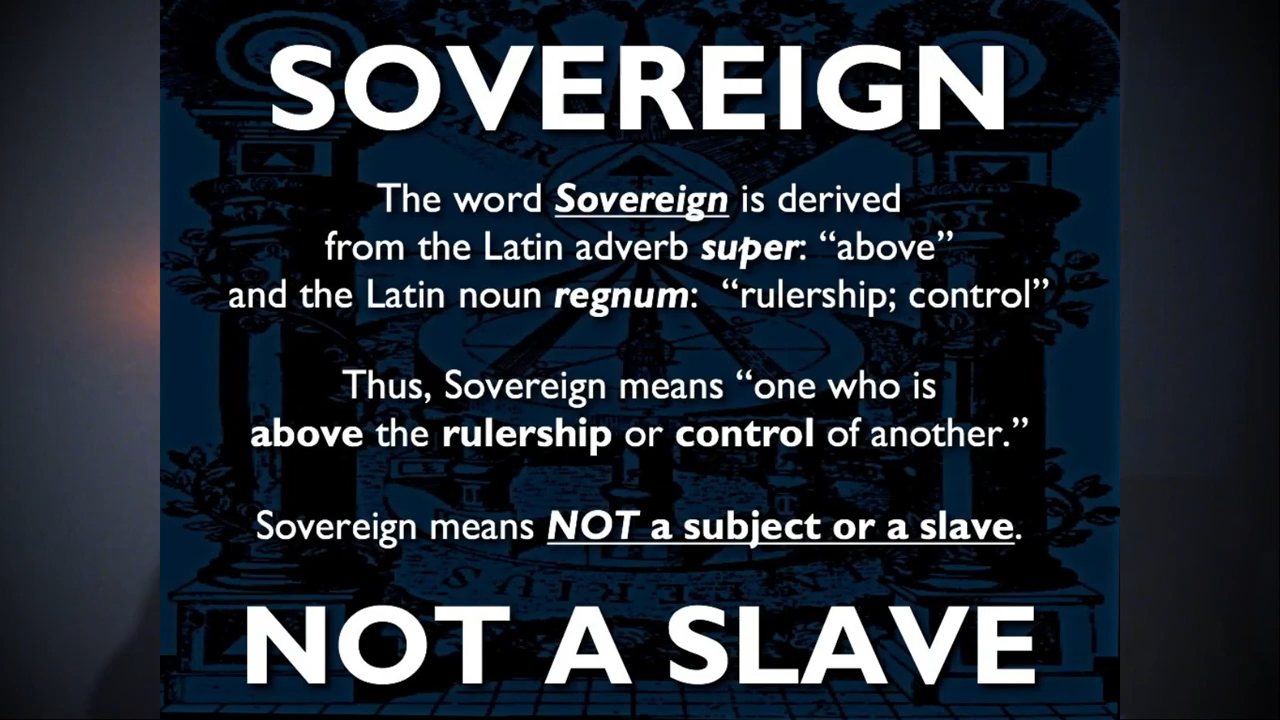 SOVEREIGN
The word Sovereign is derived
from the Latin adverb super: “above”
and the Latin noun regnum:  “rulership; control”
Thus, Sovereign means “one who is
above the rulership or control of another.”
Sovereign means NOT a subject or a slave.
NOT A SLAVE